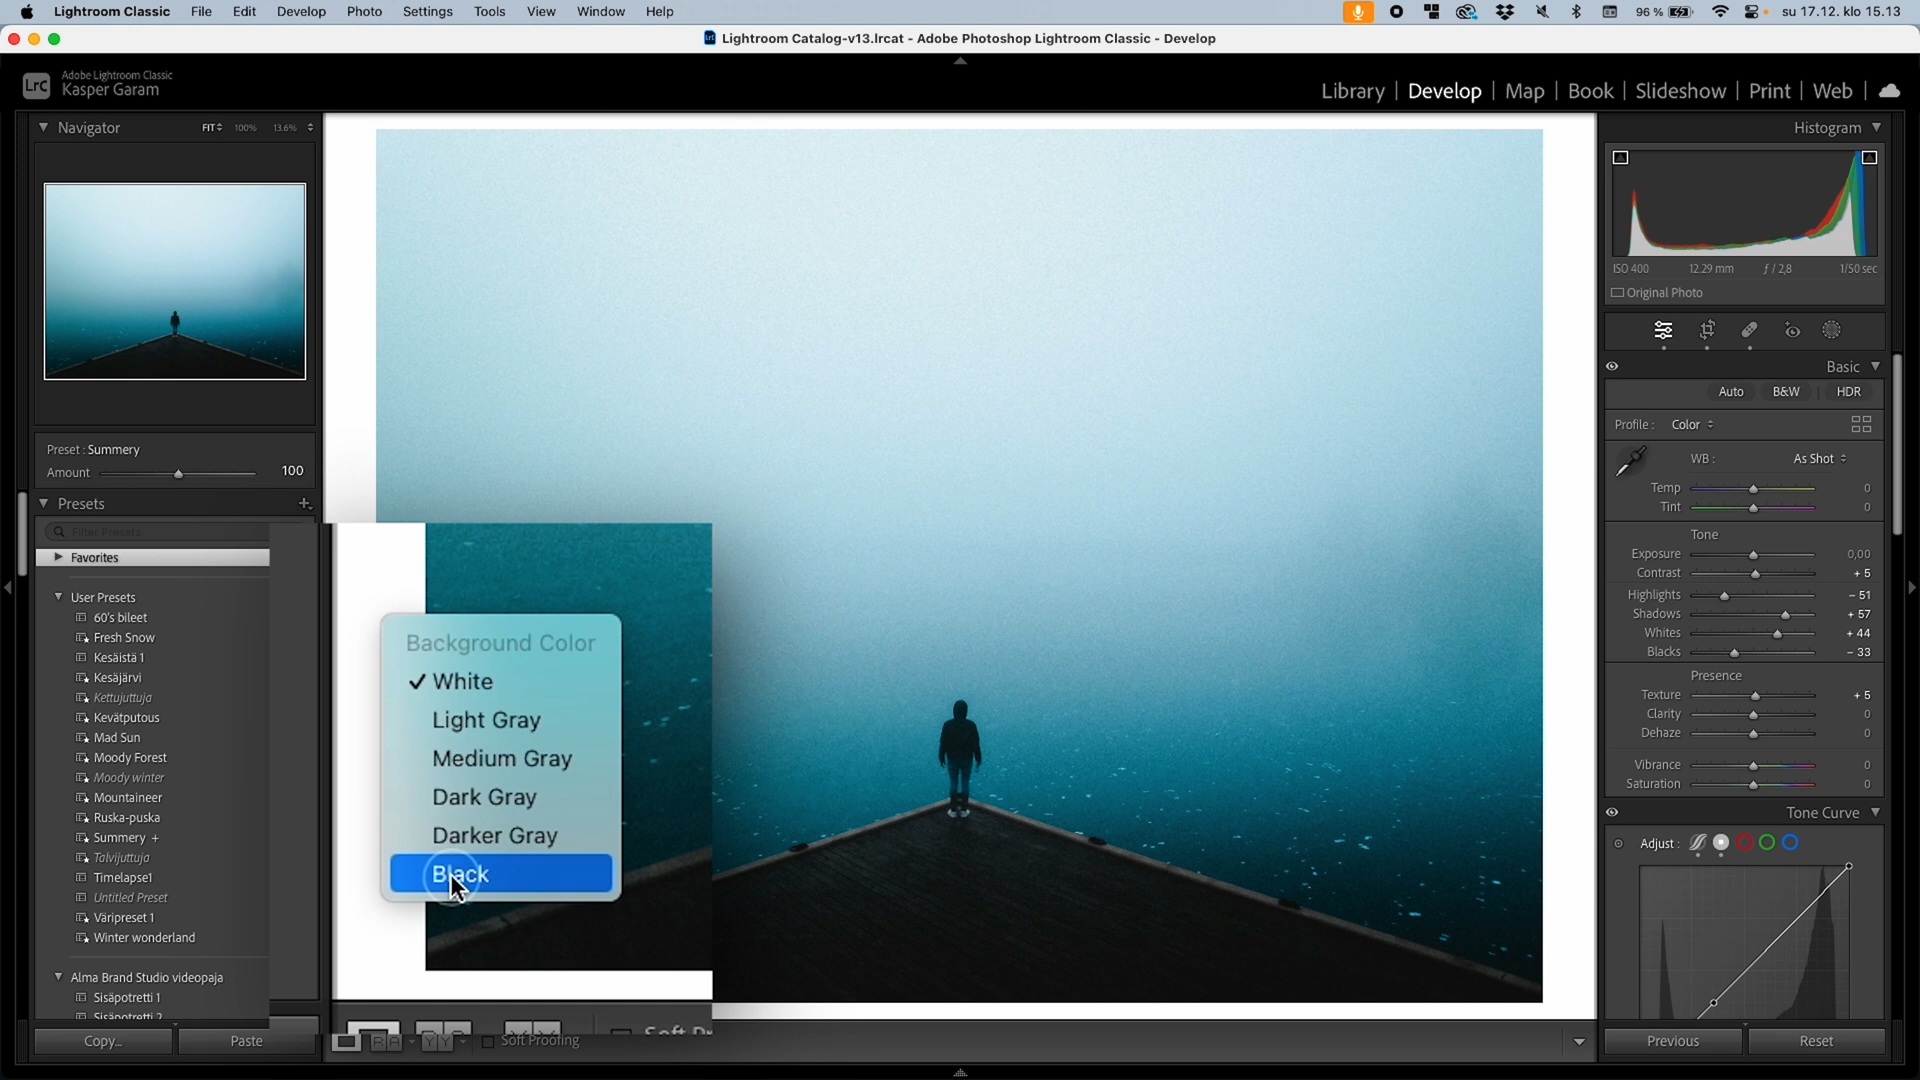 Lightroom Classic File Edit Develop Photo Settings Tools View Window Help
96 % su 17.12. klo 15.13
Lightroom Catalog-v13.lrcat - Adobe Photoshop Lightroom Classic - Develop
LrC
Adobe Lightroom Classic
Kasper Garam
Library | Develop | Map | Book | Slideshow | Print | Web |
Navigator FIT 100% 13.6%
Preset : Summery
Amount 100
Presets
Filter Presets
Favorites
User Presets
60's bileet
Fresh Snow
Kesäistä 1
Kesäjärvi
Kettujuttuja
Kevätputous
Mad Sun
Moody Forest
Moody winter
Mountaineer
Ruska-puska
Summery +
Talvijuttuja
Timelapse1
Untitled Preset
Väripreset 1
Winter wonderland
Alma Brand Studio videopaja
Sisäpotretti 1
Sisäpotretti 2
Copy... Paste
Background Color
✓ White
Light Gray
Medium Gray
Dark Gray
Darker Gray
Black
Soft Pr
R A Y Y Soft Proofing
Histogram
ISO 400 12.29 mm ƒ / 2,8 1/50 sec
Original Photo
Basic
Auto B&W HDR
Profile : Color
WB : As Shot
Temp 0
Tint 0
Tone
Exposure 0,00
Contrast + 5
Highlights – 51
Shadows + 57
Whites + 44
Blacks – 33
Presence
Texture + 5
Clarity 0
Dehaze 0
Vibrance 0
Saturation 0
Tone Curve
Adjust :
Previous Reset